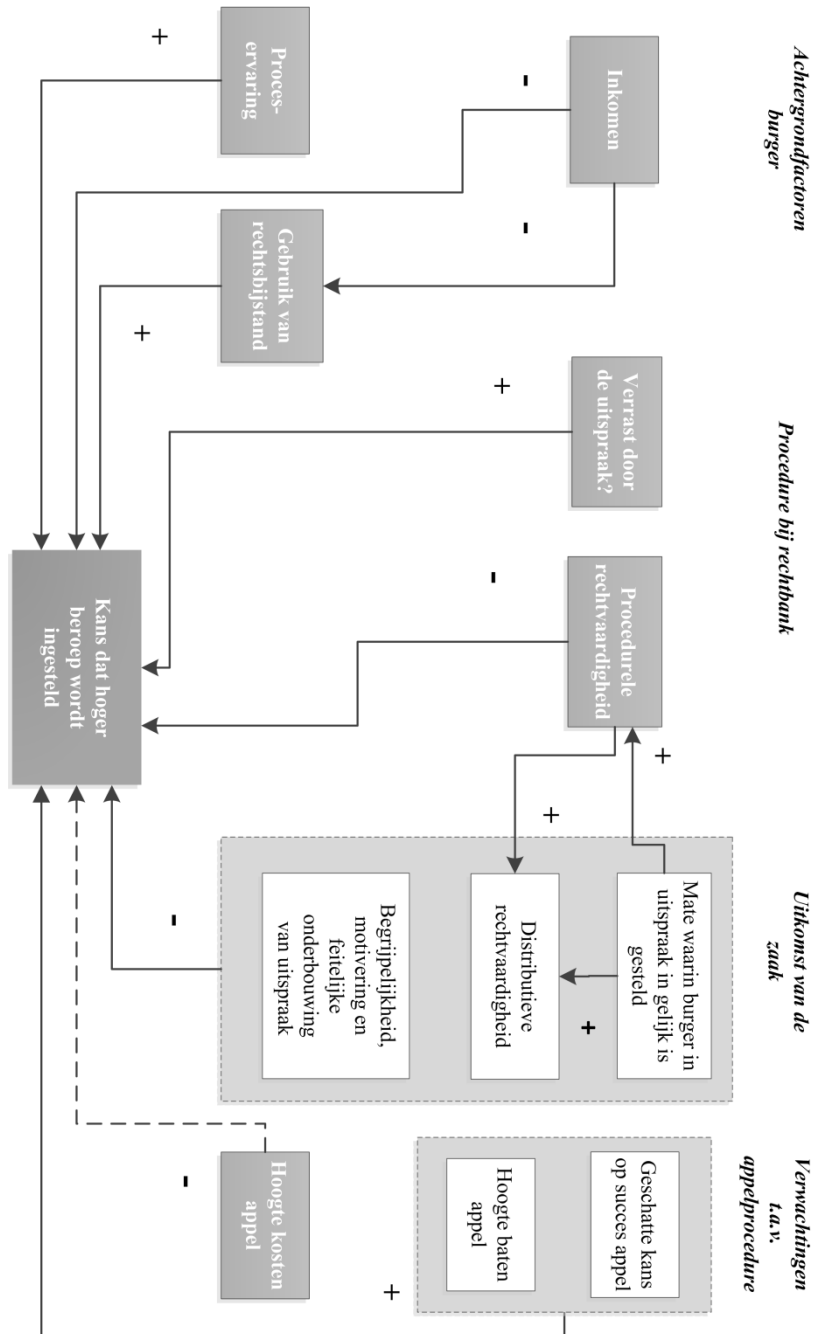 Achtergrondfactoren
burger
Procedure bij rechtbank
Uitkomst van de
zaak
Verwachtingen
t.a.v.
appelprocedure
Inkomen
-
-
Proces-
ervaring
+
Gebruik van
rechtsbijstand
+
Verrast door
de uitspraak?
+
Procedurele
rechtvaardigheid
-
+
+
Mate waarin burger in
uitspraak in gelijk is
gesteld
+
Distributieve
rechtvaardigheid
Begrijpelijkheid,
motivering en
feitelijke
onderbouwing
van uitspraak
-
Geschatte kans
op succes appel
Hoogte baten
appel
+
Hoogte kosten
appel
-
Kans dat hoger
beroep wordt
ingesteld